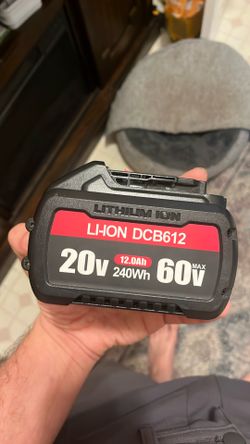 LITHIUM ION
LI-ION DCB612
20V 12.0Ah 240Wh 60V MAX